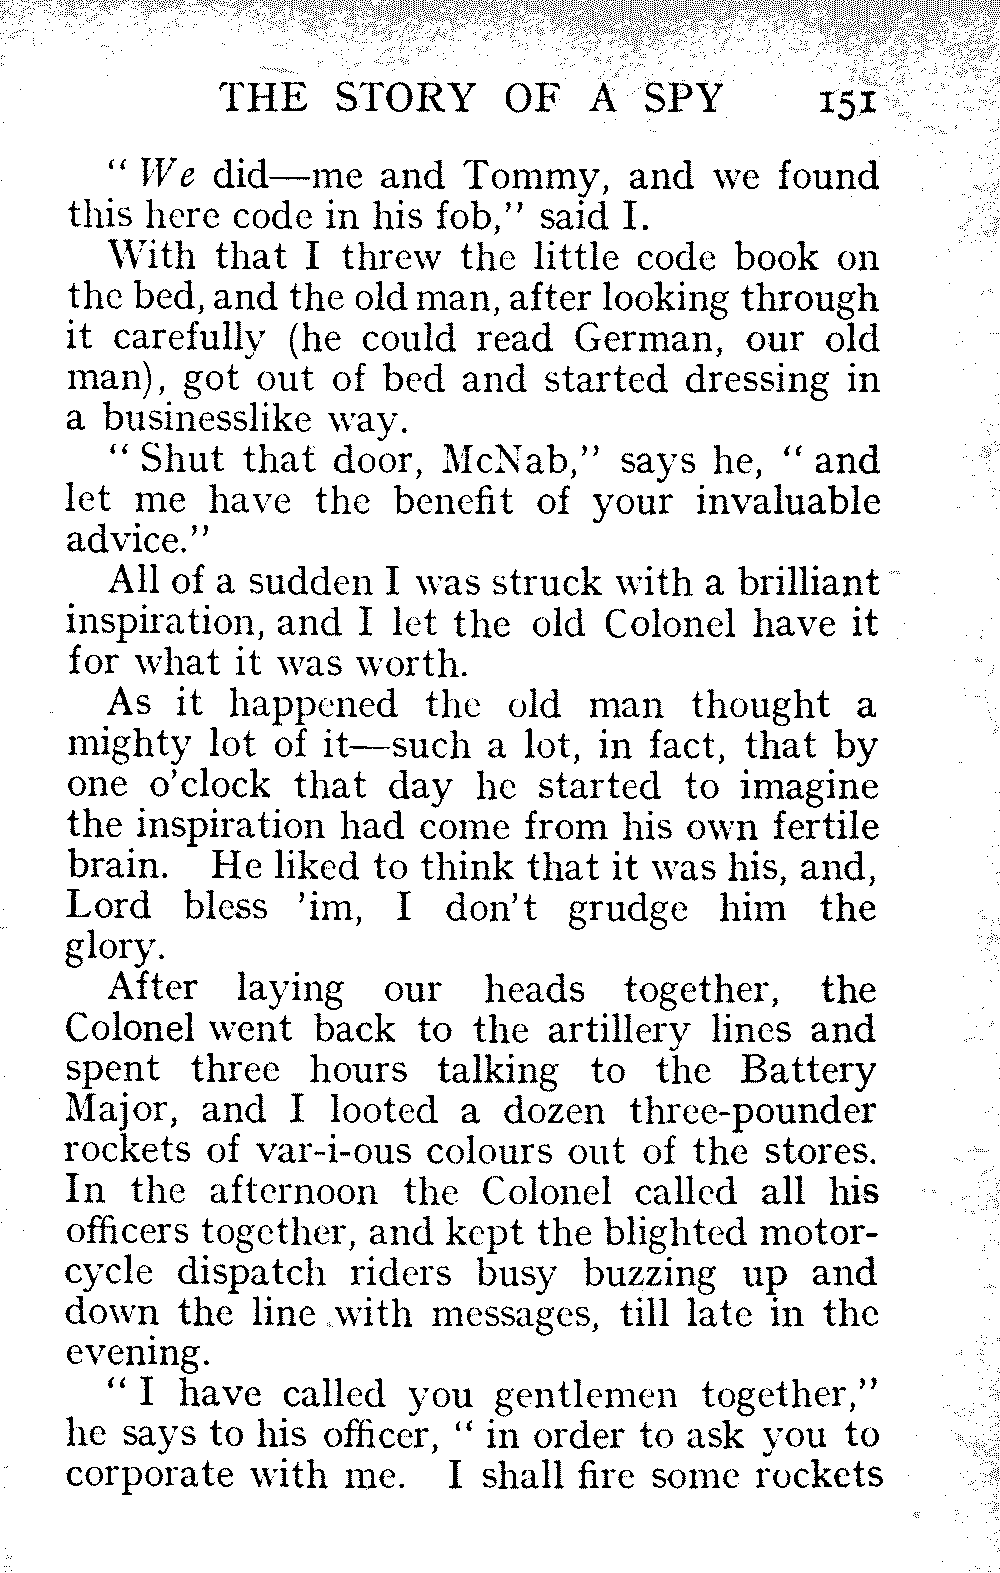 THE STORY OF A SPY 151
“ We did—me and Tommy, and we found
this here code in his fob,” said I.
With that I threw the little code book on
the bed, and the old man, after looking through
it carefully (he could read German, our old
man), got out of bed and started dressing in
a businesslike way.
“ Shut that door, McNab,” says he, “ and
let me have the benefit of your invaluable
advice.”
All of a sudden I was struck with a brilliant
inspiration, and I let the old Colonel have it
for what it was worth.
As it happened the old man thought a
mighty lot of it—such a lot, in fact, that by
one o’clock that day he started to imagine
the inspiration had come from his own fertile
brain. He liked to think that it was his, and,
Lord bless ’im, I don’t grudge him the
glory.
After laying our heads together, the
Colonel went back to the artillery lines and
spent three hours talking to the Battery
Major, and I looted a dozen three-pounder
rockets of var-i-ous colours out of the stores.
In the afternoon the Colonel called all his
officers together, and kept the blighted motor-
cycle dispatch riders busy buzzing up and
down the line with messages, till late in the
evening.
“ I have called you gentlemen together,”
he says to his officer, “ in order to ask you to
corporate with me. I shall fire some rockets